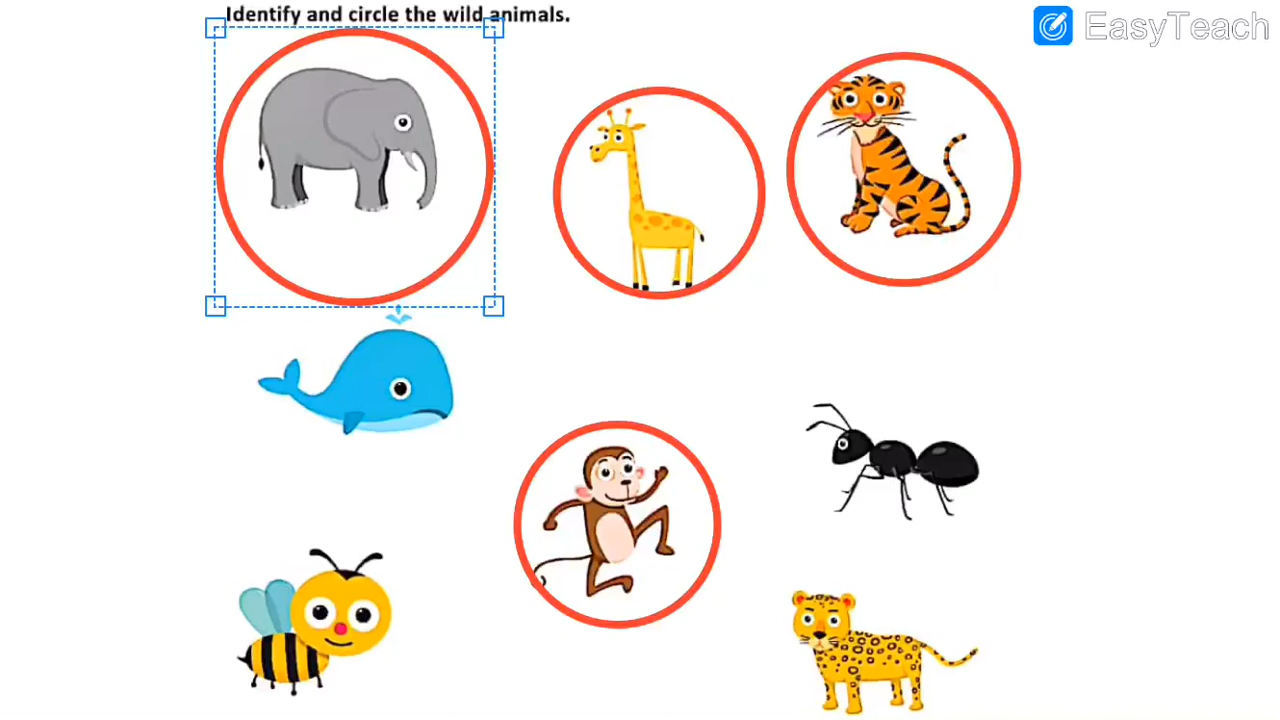 Identify and circle the wild animals.
EasyTeach